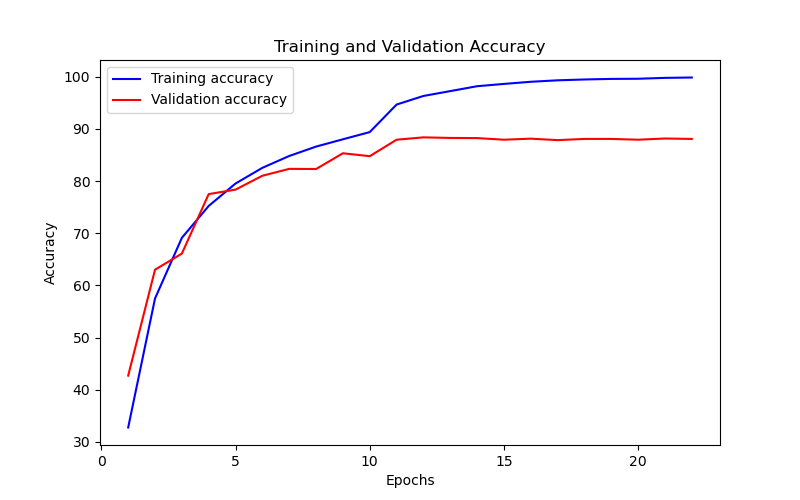 Training and Validation Accuracy
Training accuracy
Validation accuracy
Accuracy
100
90
80
70
60
50
40
30
0
5
10
15
20
Epochs